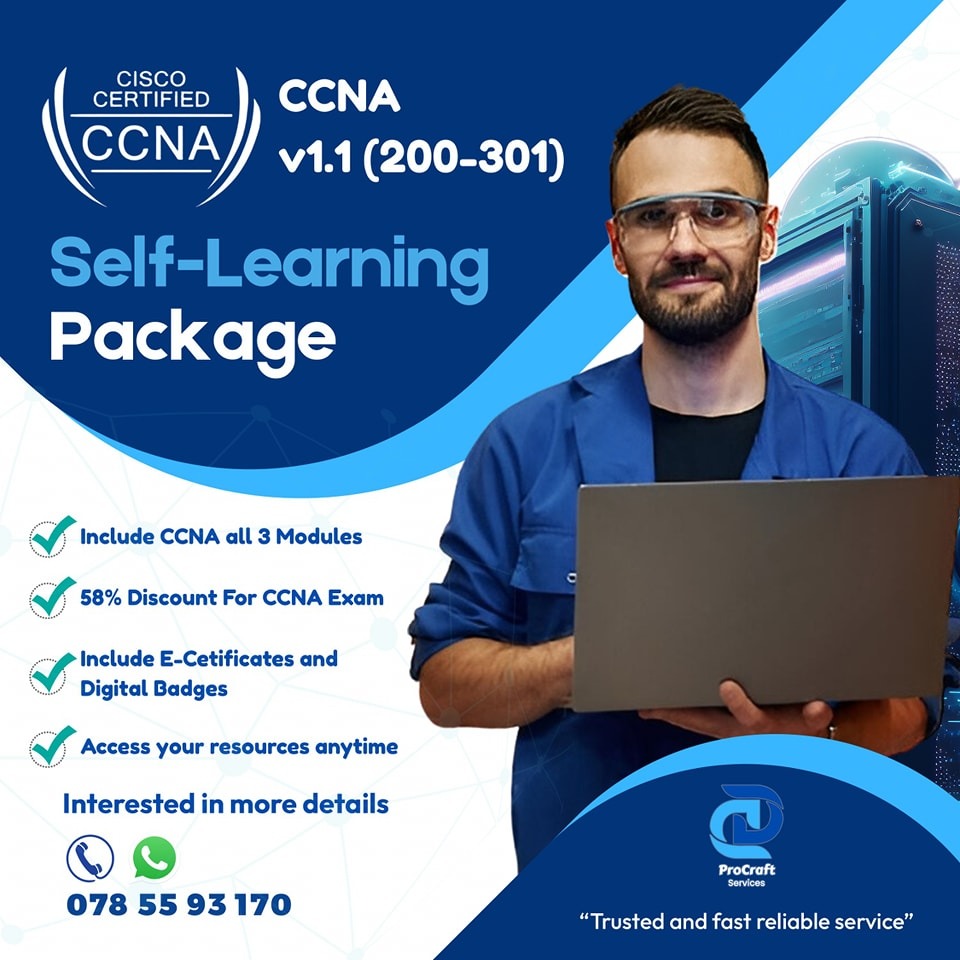 CISCO
CERTIFIED
CCNA
CCNA
v1.1 (200-301)
Self-Learning
Package
Include CCNA all 3 Modules
58% Discount For CCNA Exam
Include E-Cetificates and
Digital Badges
Access your resources anytime
Interested in more details
078 55 93 170
ProCraft
Services
“Trusted and fast reliable service”